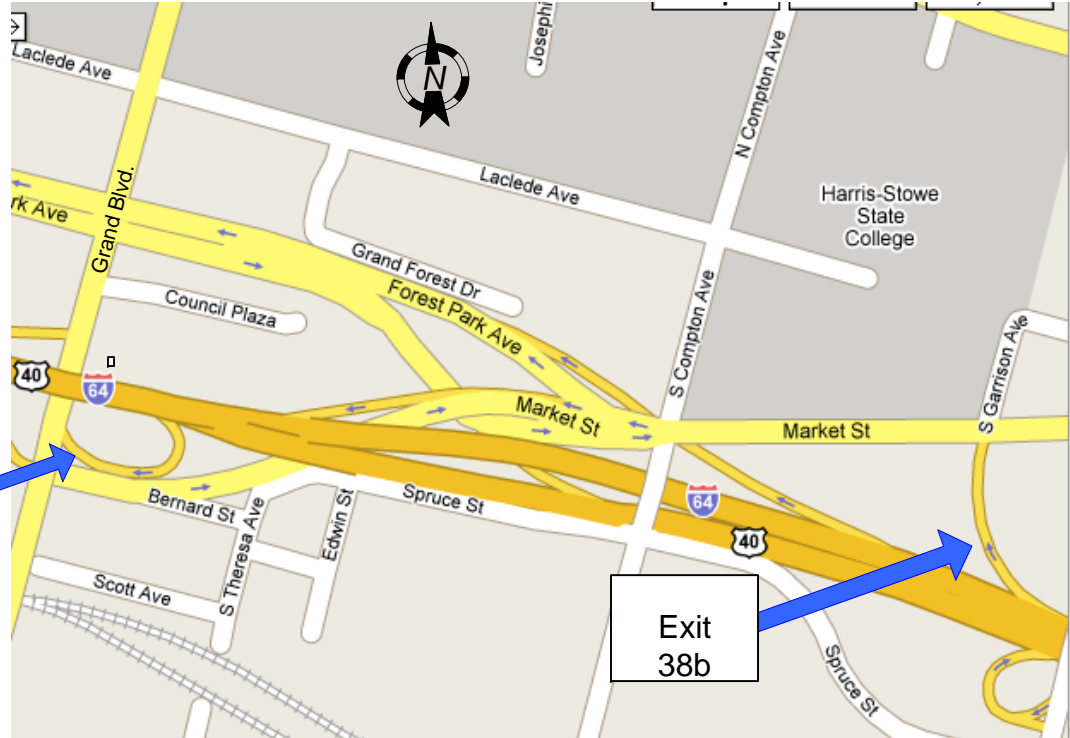 Josephi
Laclede Ave
N Compton Ave
N
Laclede Ave
Harris-Stowe
State
College
rk Ave
Grand Blvd.
Grand Forest Dr
Council Plaza
Forest Park Ave
S Compton Ave
S Garrison Ave
40
64
Market St
Market St
Bernard St
Spruce St
64
40
S Theresa Ave
Edwin St
Scott Ave
Exit
38b
Spruce St